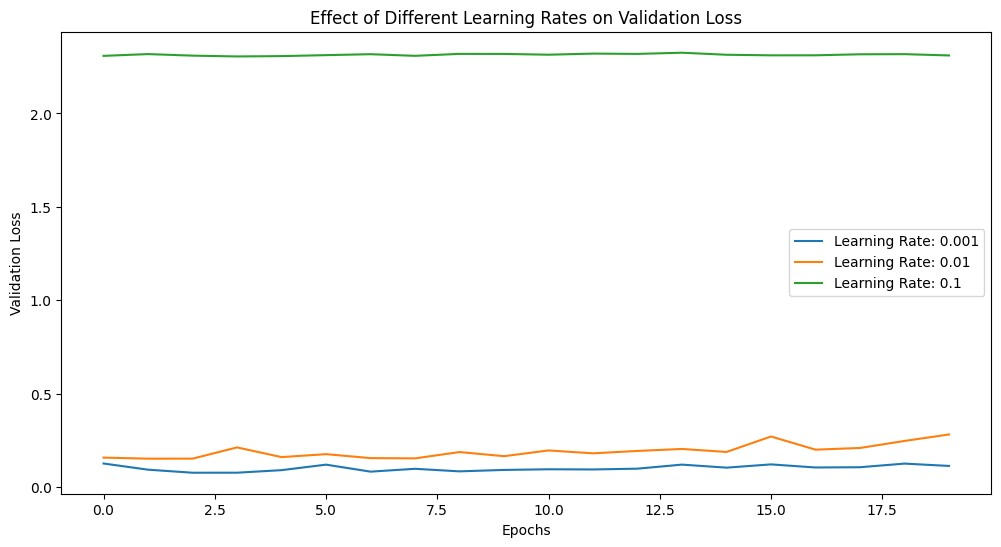 Effect of Different Learning Rates on Validation Loss
Validation Loss
2.0
1.5
1.0
0.5
0.0
Learning Rate: 0.001
Learning Rate: 0.01
Learning Rate: 0.1
0.0 2.5 5.0 7.5 10.0 12.5 15.0 17.5
Epochs